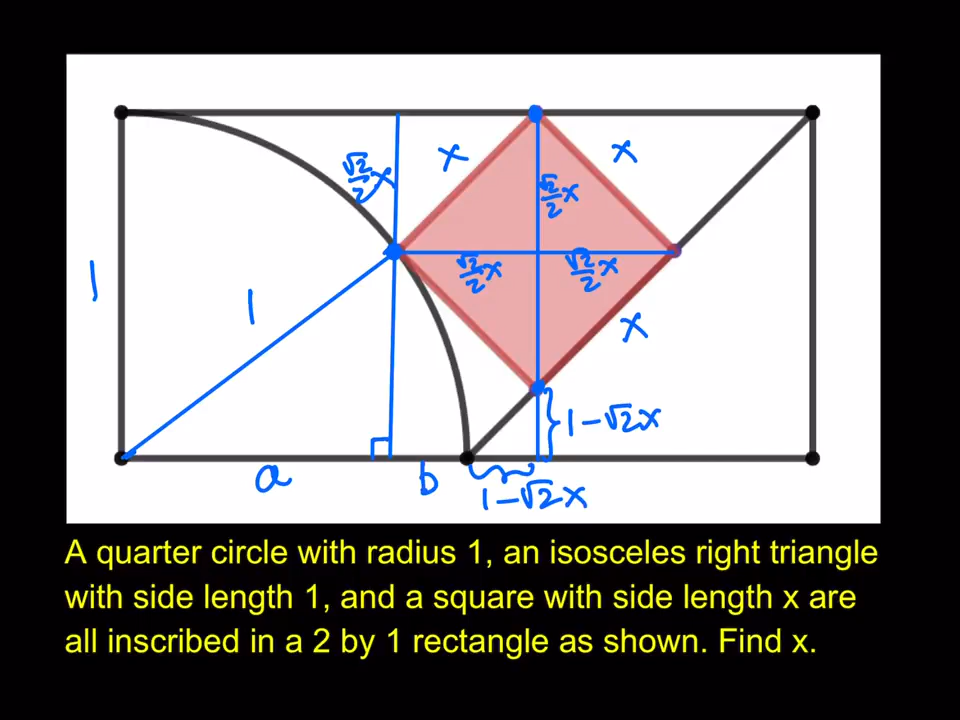 √2/2 x
x
x
√2/2 x
1
1
√2/2 x
√2/2 x
x
1-√2x
a
b
1-√2x
A quarter circle with radius 1, an isosceles right triangle
with side length 1, and a square with side length x are
all inscribed in a 2 by 1 rectangle as shown. Find x.